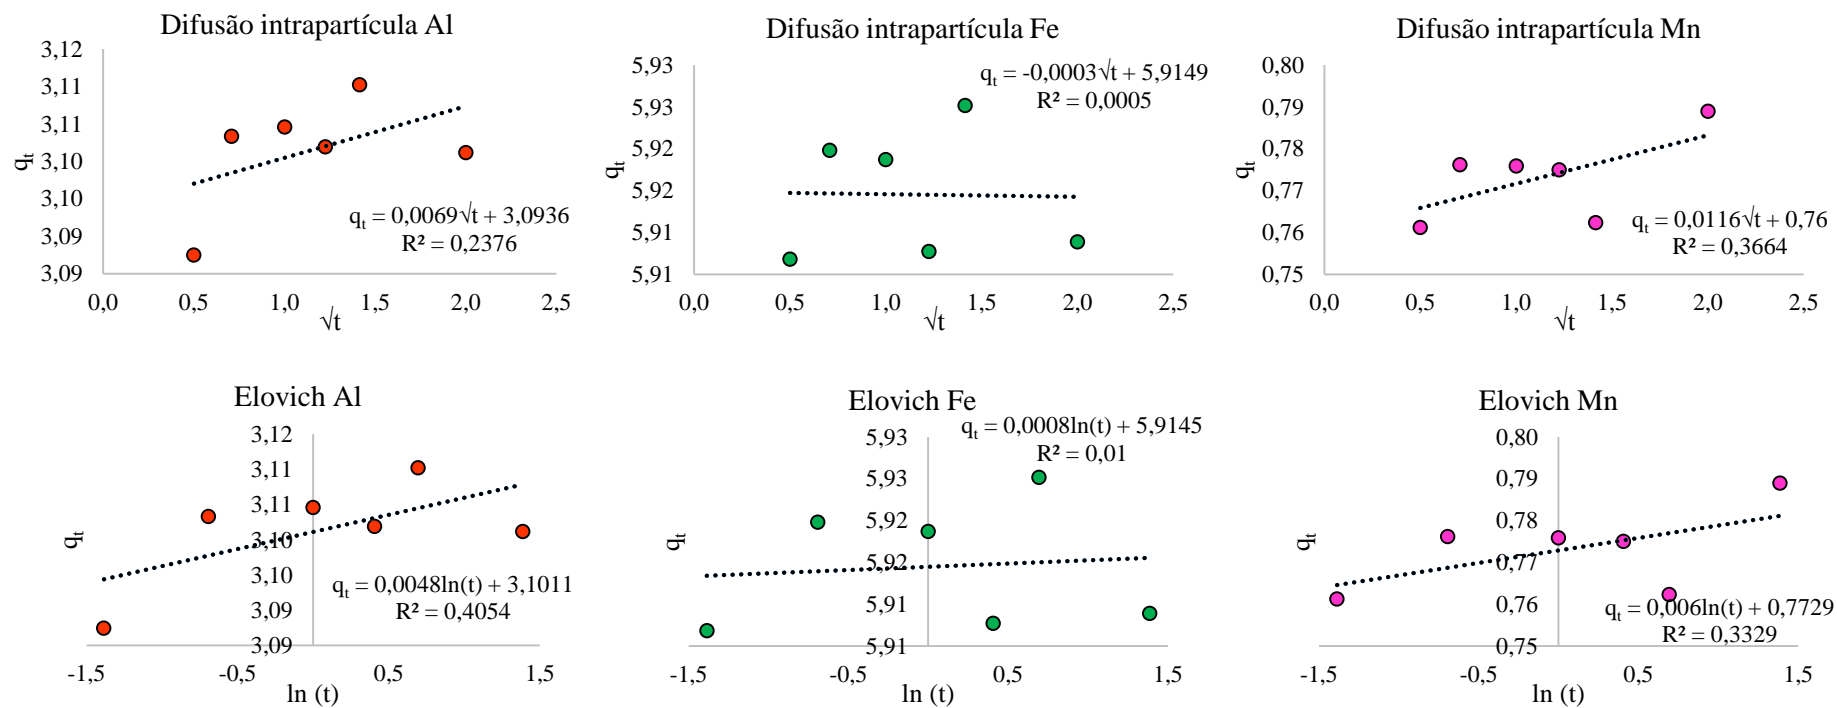 Difusão intrapartícula Al
3,12
3,11
3,11
3,10
3,10
3,09
3,09
qt
qt = 0,0069√t + 3,0936
R² = 0,2376
0,0 0,5 1,0 1,5 2,0 2,5
√t
Difusão intrapartícula Fe
5,93
5,93
5,92
5,92
5,91
5,91
qt
qt = -0,0003√t + 5,9149
R² = 0,0005
0,0 0,5 1,0 1,5 2,0 2,5
√t
Difusão intrapartícula Mn
0,80
0,79
0,78
0,77
0,76
0,75
qt
qt = 0,0116√t + 0,76
R² = 0,3664
0,0 0,5 1,0 1,5 2,0 2,5
√t
Elovich Al
3,12
3,11
3,11
3,10
3,10
3,09
3,09
qt
qt = 0,0048ln(t) + 3,1011
R² = 0,4054
-1,5 -0,5 0,5 1,5
ln (t)
Elovich Fe
qt = 0,0008ln(t) + 5,9145
R² = 0,01
5,93
5,93
5,92
5,92
5,91
5,91
qt
-1,5 -0,5 0,5 1,5
ln (t)
Elovich Mn
0,80
0,79
0,78
0,77
0,76
0,75
qt
qt = 0,006ln(t) + 0,7729
R² = 0,3329
-1,5 -0,5 0,5 1,5
ln (t)